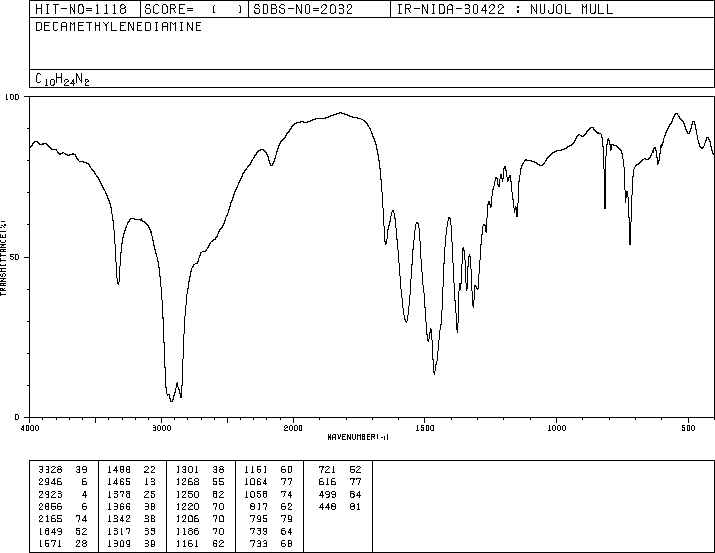 HIT-NO=1118 SCORE= ( ) SDBS-NO=2032 IR-NIDA-30422 : NUJOL MULL
DECAMETHYLENEDIAMINE
C10H24N2
100
50
0
TRANSMITTANCE(%)
4000 3000 2000 1500 1000 500
WAVENUMBER(-1)
3328 39 1488 22 1301 38 1151 60 721 52
2946 6 1465 13 1268 55 1064 77 616 77
2923 4 1378 25 1250 62 1058 74 499 84
2856 6 1366 38 1220 70 817 62 448 81
2165 74 1342 38 1206 70 795 79
1649 52 1317 35 1186 70 739 64
1571 28 1309 38 1161 62 733 68